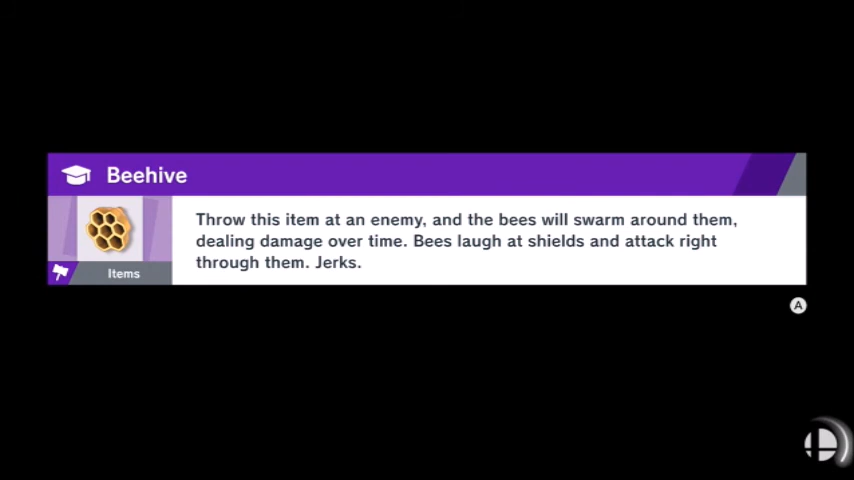 Beehive
Throw this item at an enemy, and the bees will swarm around them,
dealing damage over time. Bees laugh at shields and attack right
through them. Jerks.
Items
A